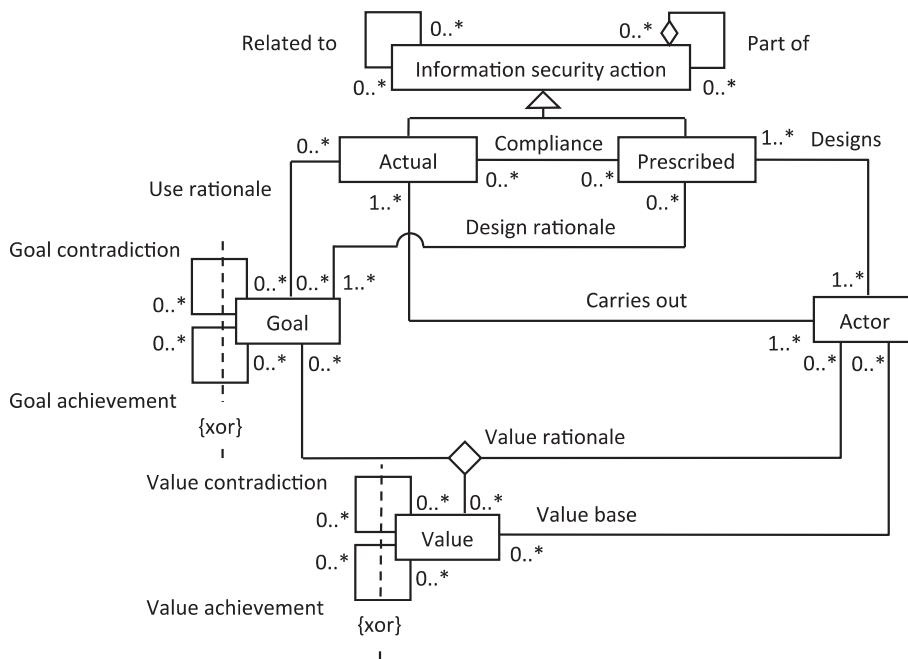 Related to
0..*
0..*
Part of
Information security action
0..*
0..*
0..*
Actual
Compliance
Prescribed
1..*
Designs
0..*
0..*
Use rationale
1..*
0..*
Design rationale
Goal contradiction
0..*
0..*
1..*
1..*
0..*
Carries out
Goal
Actor
0..*
0..*
0..*
1..*
0..*
0..*
Goal achievement
{xor}
Value rationale
Value contradiction
0..*
0..*
Value base
0..*
Value
0..*
0..*
0..*
Value achievement
{xor}